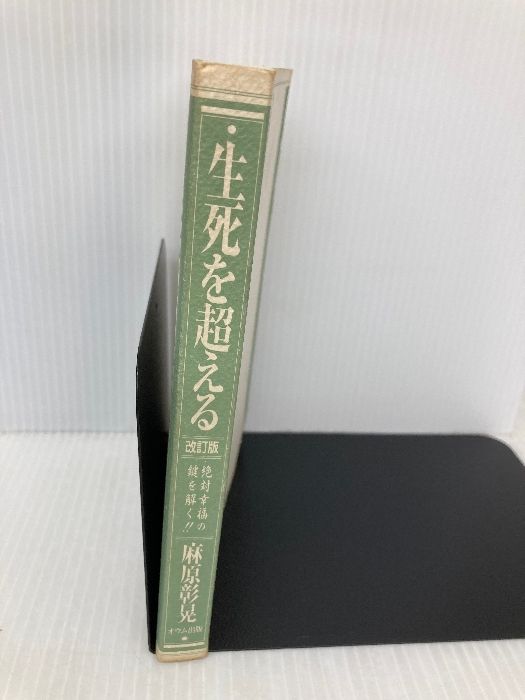 生死を超える
改訂版
絶対幸福の
鍵を解く!!
麻原彰晃
オウム出版